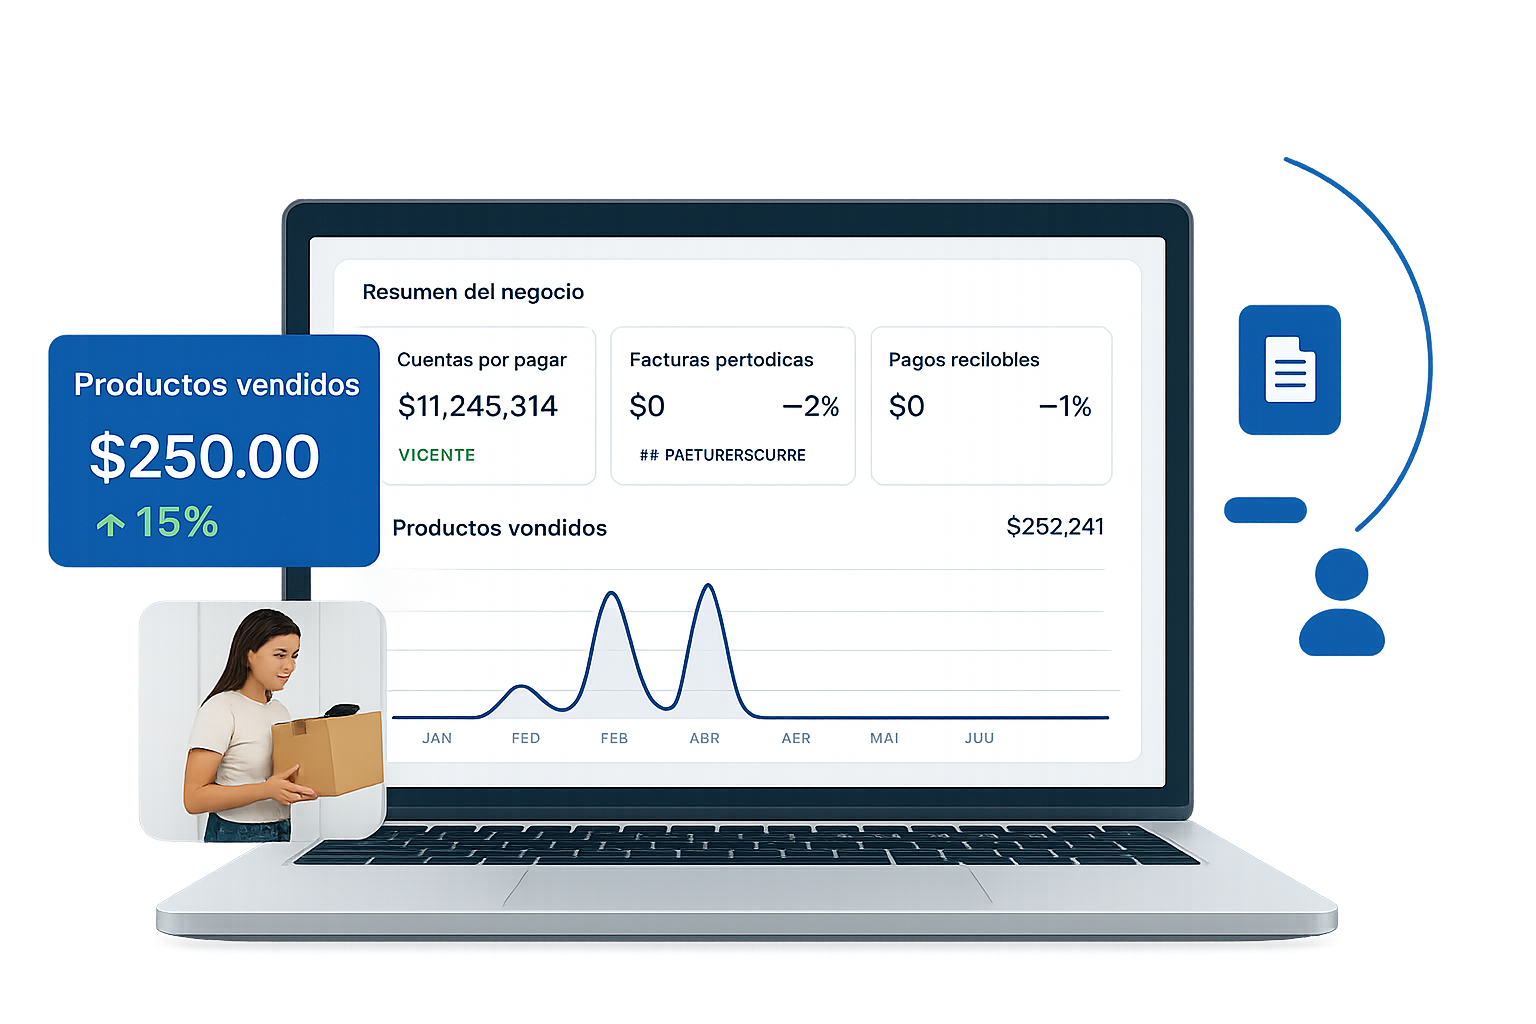 Resumen del negocio
Productos vendidos
$250.00
↑ 15%
Cuentas por pagar
$11,245,314
VICENTE
Facturas pertodicas
$0 −2%
## PAETURERSCURRE
Pagos recilobles
$0 −1%
Productos vondidos $252,241
JAN FED FEB ABR AER MAI JUU